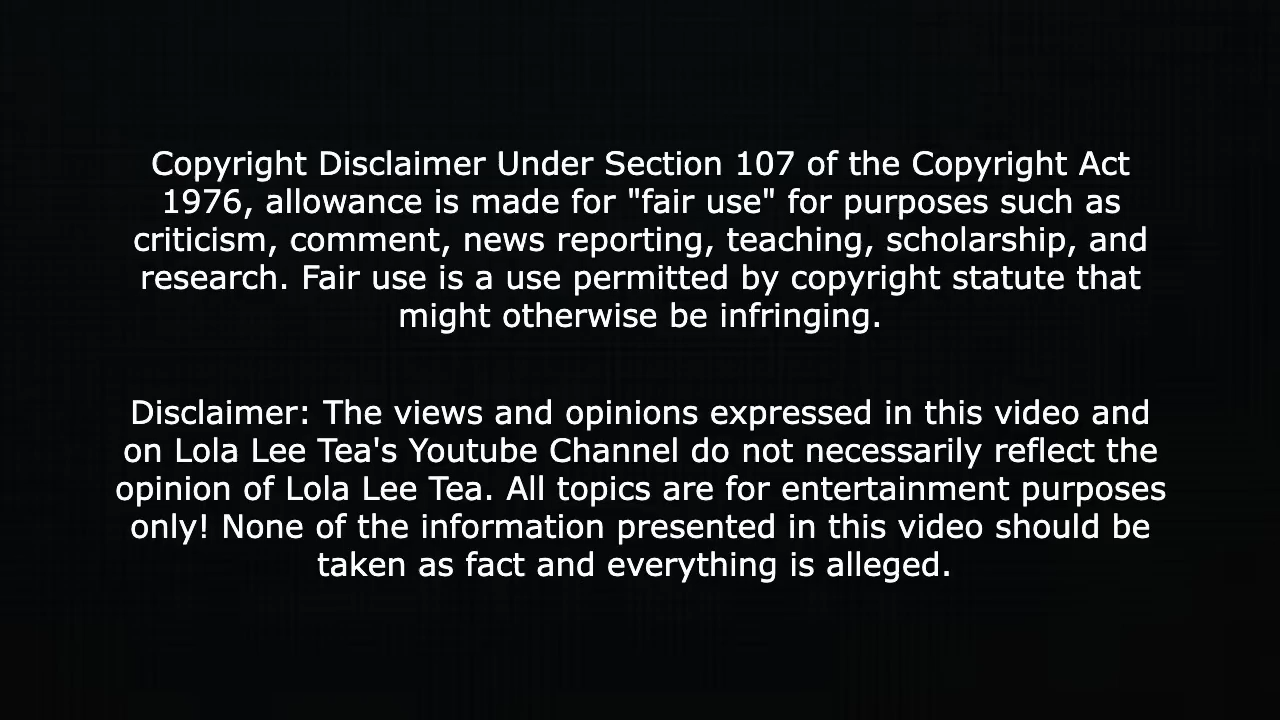 Copyright Disclaimer Under Section 107 of the Copyright Act
1976, allowance is made for "fair use" for purposes such as
criticism, comment, news reporting, teaching, scholarship, and
research. Fair use is a use permitted by copyright statute that
might otherwise be infringing.
Disclaimer: The views and opinions expressed in this video and
on Lola Lee Tea's Youtube Channel do not necessarily reflect the
opinion of Lola Lee Tea. All topics are for entertainment purposes
only! None of the information presented in this video should be
taken as fact and everything is alleged.